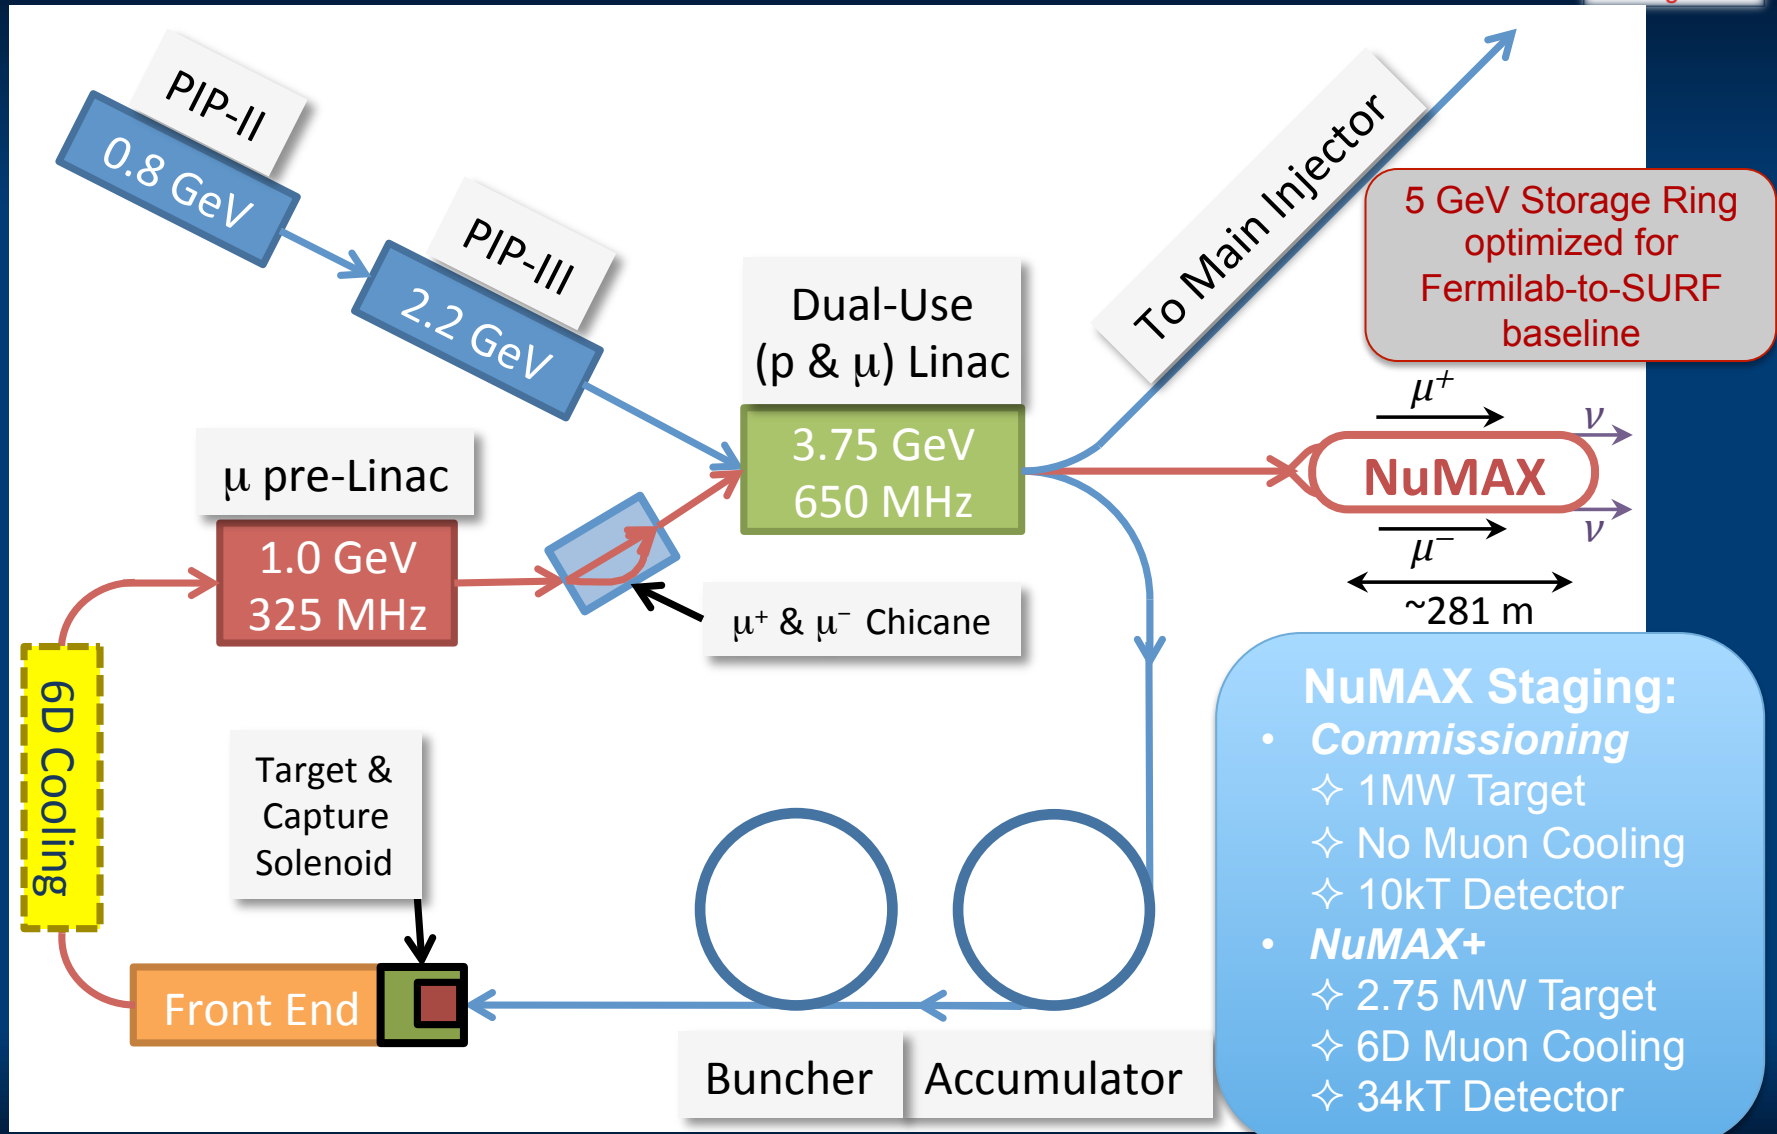 PIP-II
0.8 GeV
PIP-III
2.2 GeV
Dual-Use
(p & μ) Linac
3.75 GeV
650 MHz
To Main Injector
5 GeV Storage Ring
optimized for
Fermilab-to-SURF
baseline
μ+
ν
NuMAX
ν
μ−
~281 m
μ pre-Linac
1.0 GeV
325 MHz
μ+ & μ− Chicane
6D Cooling
Target &
Capture
Solenoid
Front End
Buncher
Accumulator
NuMAX Staging:
• Commissioning
✧ 1MW Target
✧ No Muon Cooling
✧ 10kT Detector
• NuMAX+
✧ 2.75 MW Target
✧ 6D Muon Cooling
✧ 34kT Detector